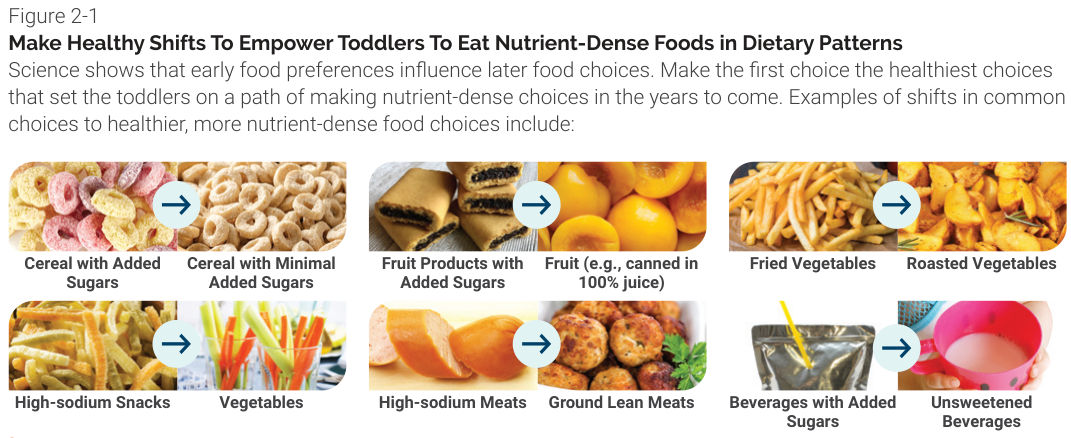 Figure 2-1
Make Healthy Shifts To Empower Toddlers To Eat Nutrient-Dense Foods in Dietary Patterns
Science shows that early food preferences influence later food choices. Make the first choice the healthiest choices
that set the toddlers on a path of making nutrient-dense choices in the years to come. Examples of shifts in common
choices to healthier, more nutrient-dense food choices include:
Cereal with Added
Sugars
Cereal with Minimal
Added Sugars
Fruit Products with
Added Sugars
Fruit (e.g., canned in
100% juice)
Fried Vegetables
Roasted Vegetables
High-sodium Snacks
Vegetables
High-sodium Meats
Ground Lean Meats
Beverages with Added
Sugars
Unsweetened
Beverages